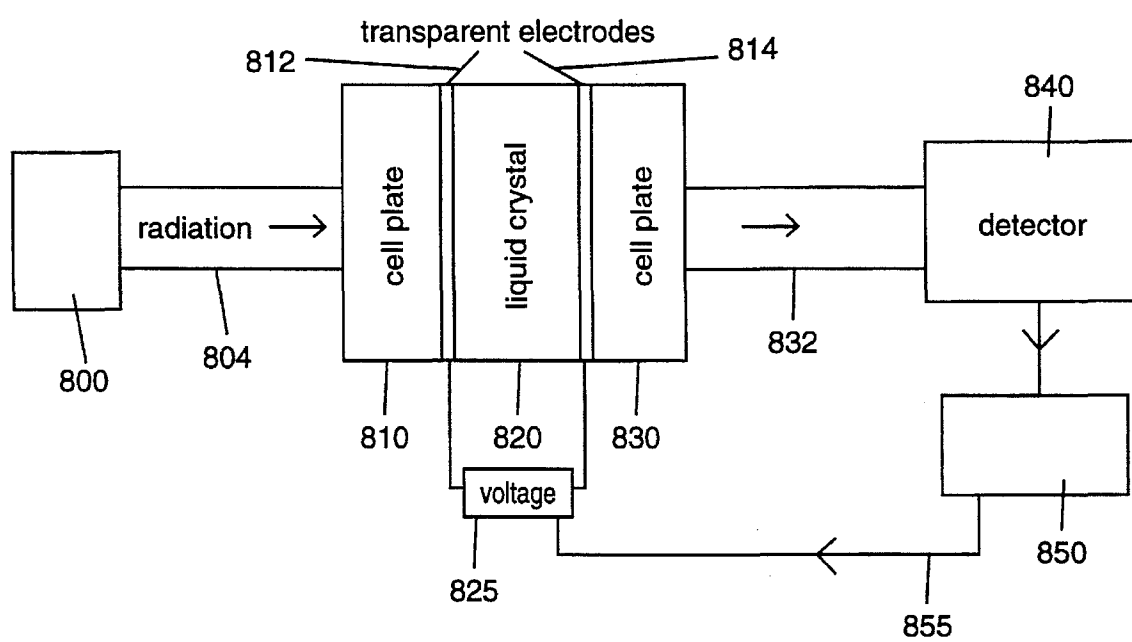 transparent electrodes
812
814
840
cell plate
liquid crystal
cell plate
radiation
detector
804
832
800
810
820
830
voltage
825
850
855